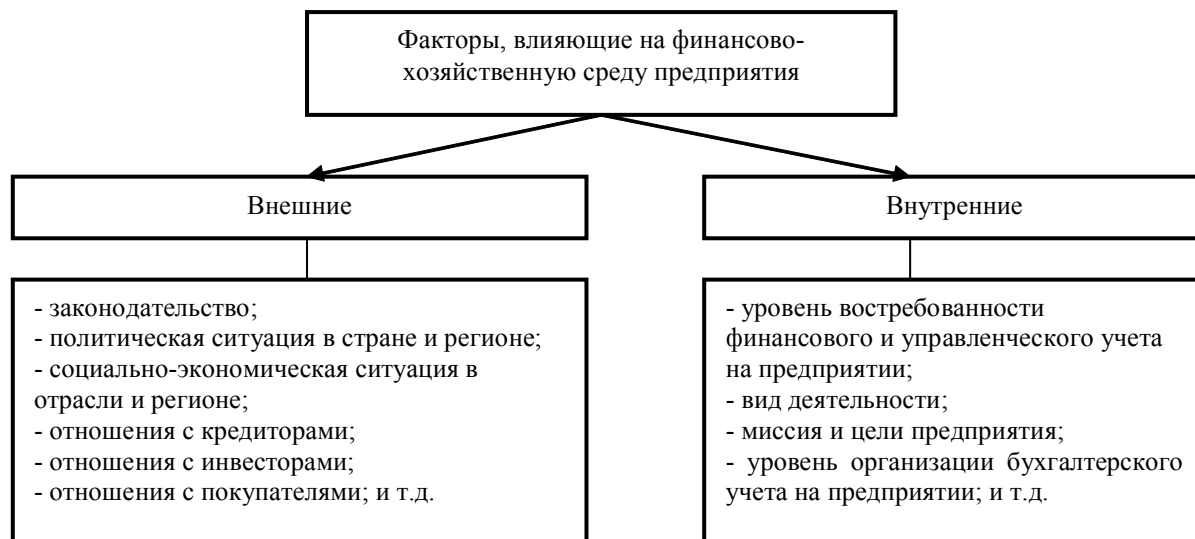 Факторы, влияющие на финансово-
хозяйственную среду предприятия
Внешние
- законодательство;
- политическая ситуация в стране и регионе;
- социально-экономическая ситуация в
отрасли и регионе;
- отношения с кредиторами;
- отношения с инвесторами;
- отношения с покупателями; и т.д.
Внутренние
- уровень востребованности
финансового и управленческого учета
на предприятии;
- вид деятельности;
- миссия и цели предприятия;
- уровень организации бухгалтерского
учета на предприятии; и т.д.